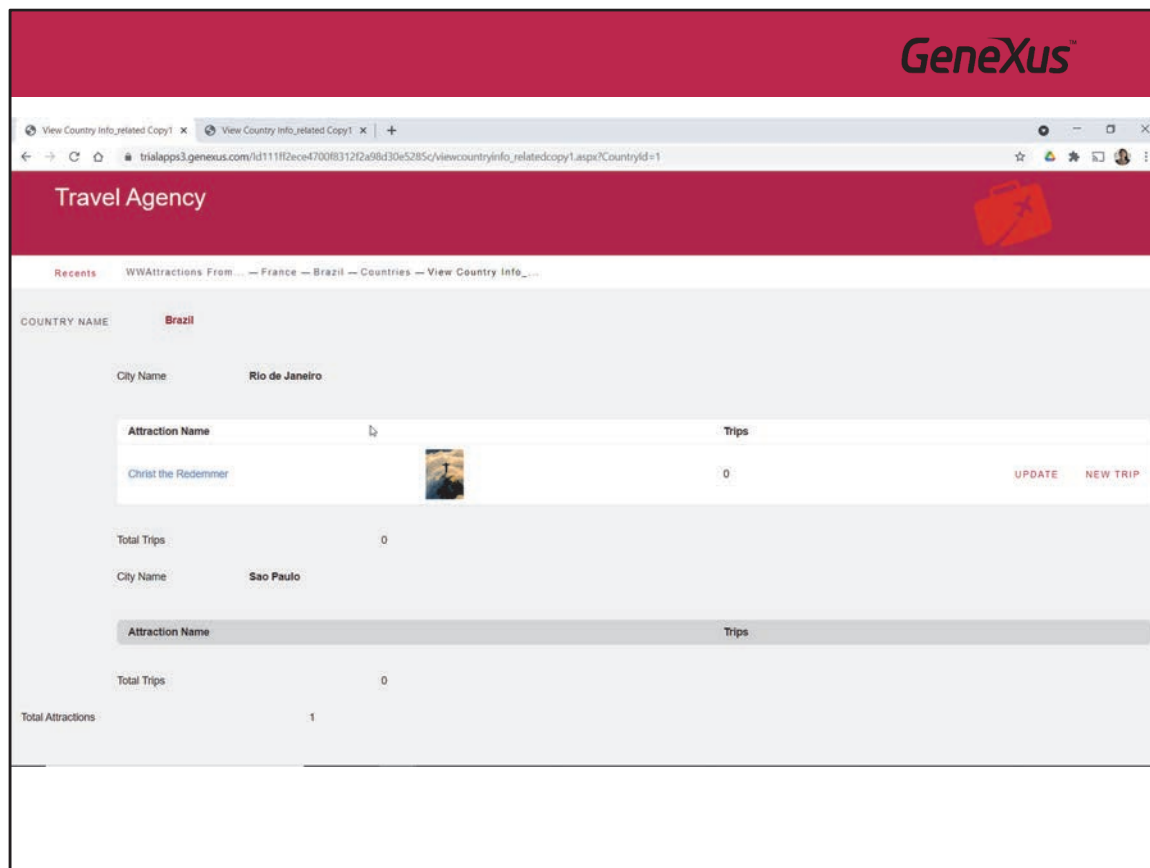 GeneXus™
View Country Info_related Copy1 × View Country Info_related Copy1 × +
trialapps3.genexus.com/Id111ff2ece4700f8312f2a98d30e5285c/viewcountryinfo_relatedcopy1.aspx?CountryId=1
Travel Agency
Recents WWAttractions From... — France — Brazil — Countries — View Country Info_...
COUNTRY NAME Brazil
City Name Rio de Janeiro
Attraction Name Trips
Christ the Redemmer 0 UPDATE NEW TRIP
Total Trips 0
City Name Sao Paulo
Attraction Name Trips
Total Trips 0
Total Attractions 1